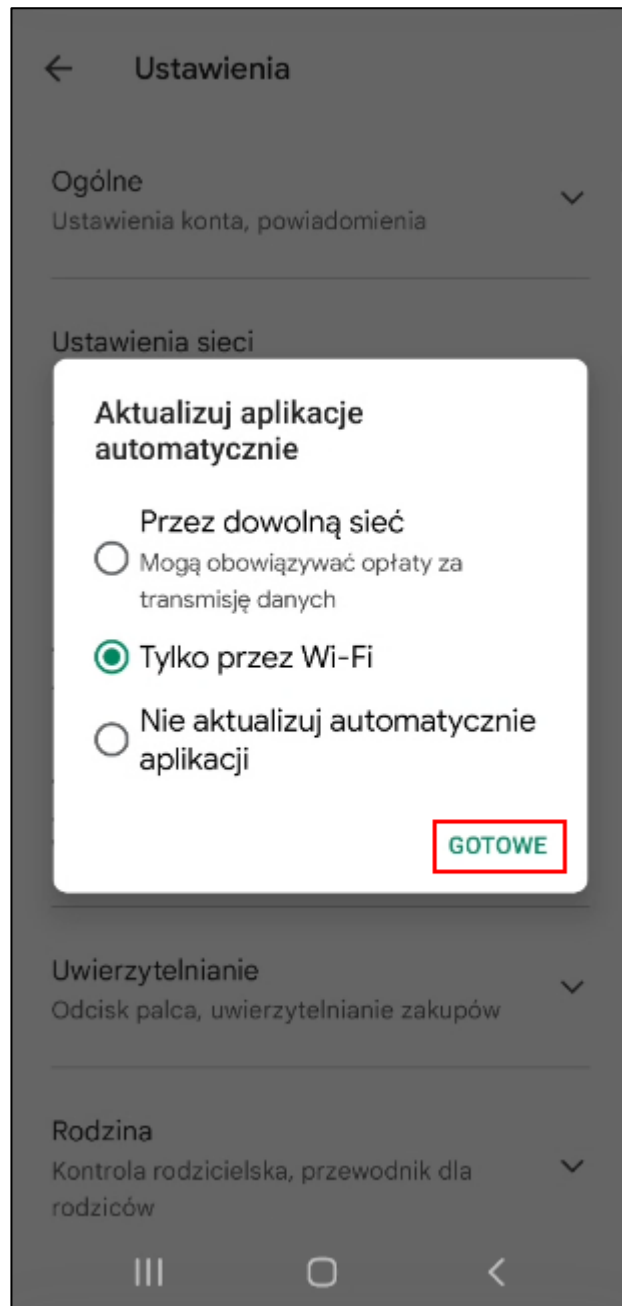 Ustawienia
Ogólne
Ustawienia konta, powiadomienia
Ustawienia sieci
Aktualizuj aplikacje
automatycznie
Przez dowolną sieć
Mogą obowiązywać opłaty za
transmisję danych
Tylko przez Wi-Fi
Nie aktualizuj automatycznie
aplikacji
GOTOWE
Uwierzytelnianie
Odcisk palca, uwierzytelnianie zakupów
Rodzina
Kontrola rodzicielska, przewodnik dla
rodziców